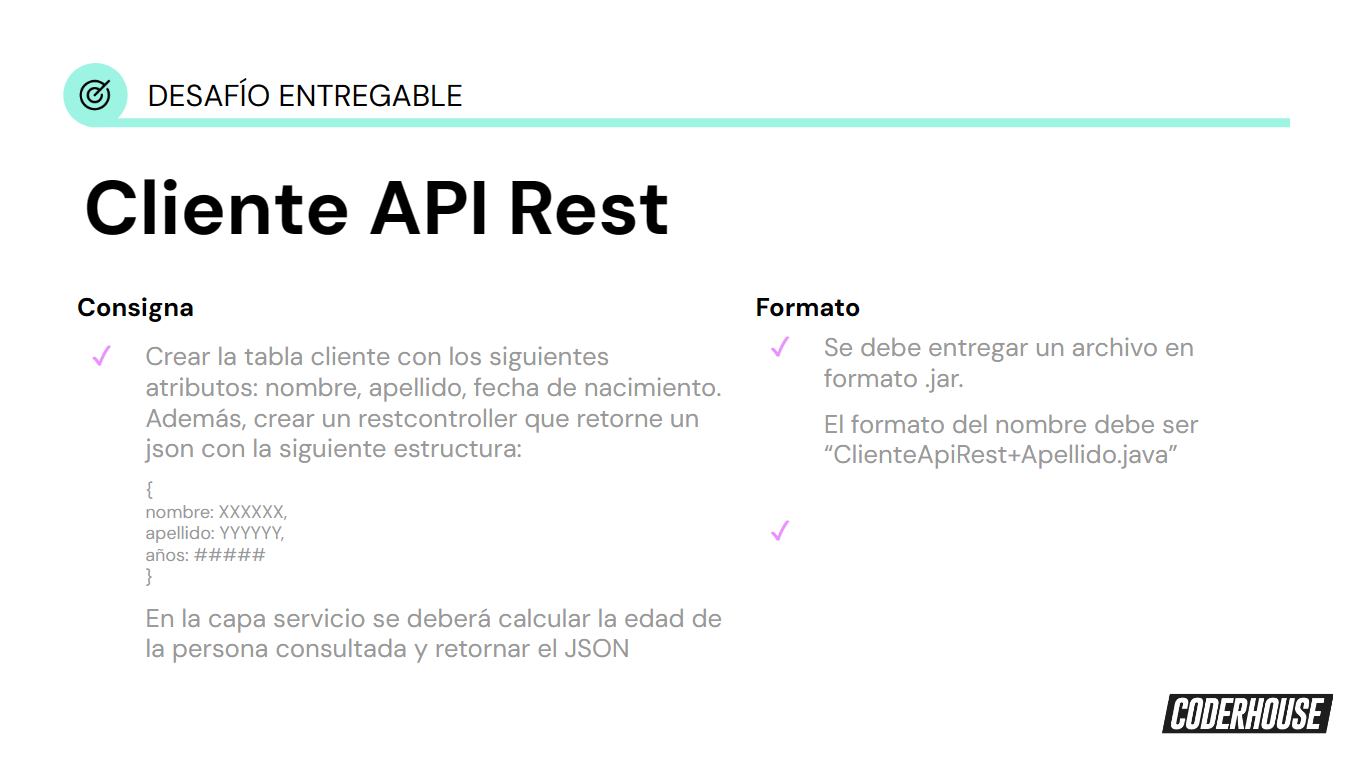 DESAFÍO ENTREGABLE
Cliente API Rest
Consigna
Crear la tabla cliente con los siguientes
atributos: nombre, apellido, fecha de nacimiento.
Además, crear un restcontroller que retorne un
json con la siguiente estructura:
{
nombre: XXXXXX,
apellido: YYYYYY,
años: #####
}
En la capa servicio se deberá calcular la edad de
la persona consultada y retornar el JSON
Formato
Se debe entregar un archivo en
formato .jar.
El formato del nombre debe ser
“ClienteApiRest+Apellido.java”
CODERHOUSE